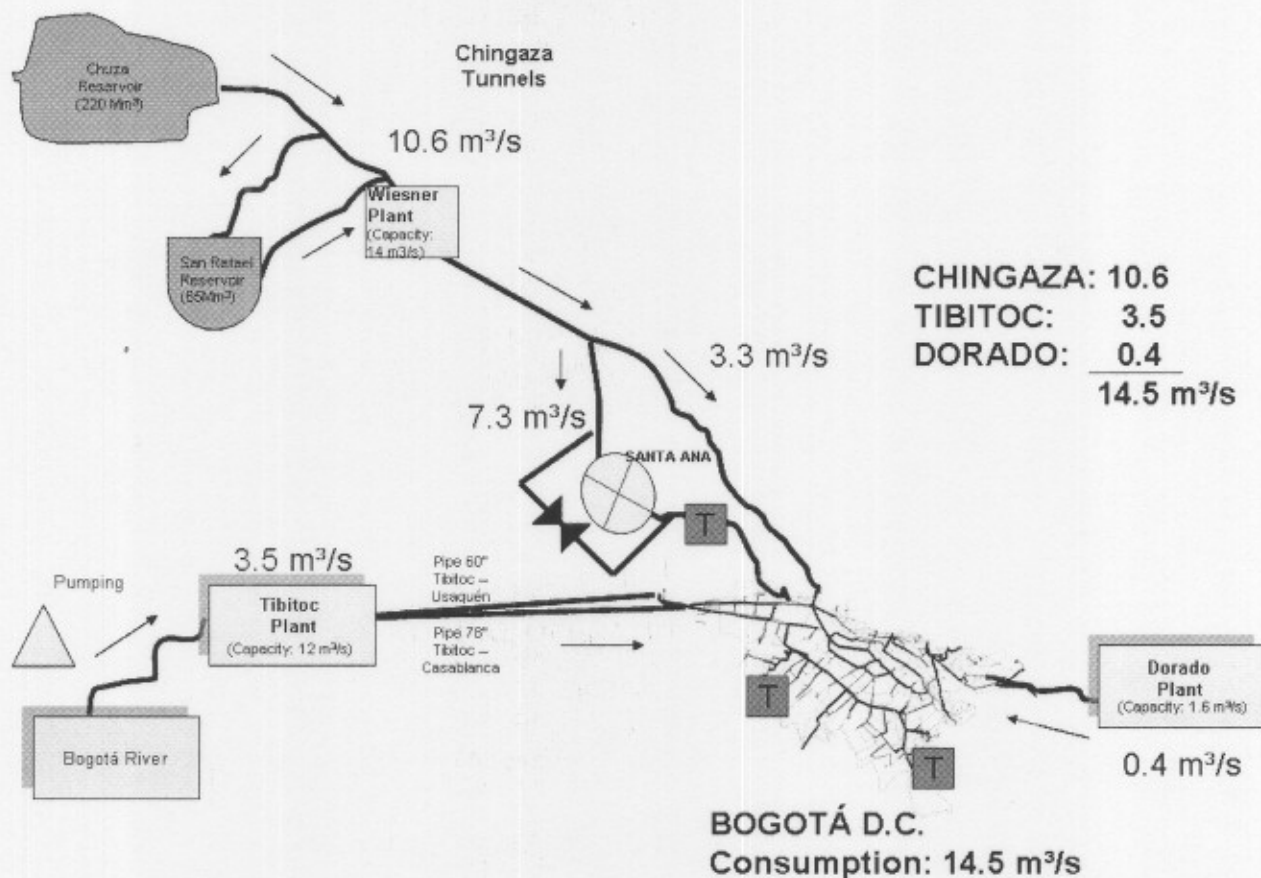 Chuza
Reservoir
(220 Mm³)
Chingaza
Tunnels
10.6 m³/s
Wiesner
Plant
(Capacity:
14 m3/s)
San Rafael
Reservoir
(65Mm³)
CHINGAZA: 10.6
TIBITOC: 3.5
DORADO: 0.4
14.5 m³/s
3.3 m³/s
7.3 m³/s
SANTA ANA
T
3.5 m³/s
Pumping
Tibitoc
Plant
(Capacity: 12 m³/s)
Pipe 60"
Tibitoc –
Usaquén
Pipe 78"
Tibitoc –
Casablanca
Bogotá River
T
T
Dorado
Plant
(Capacity: 1.6 m³/s)
0.4 m³/s
BOGOTÁ D.C.
Consumption: 14.5 m³/s